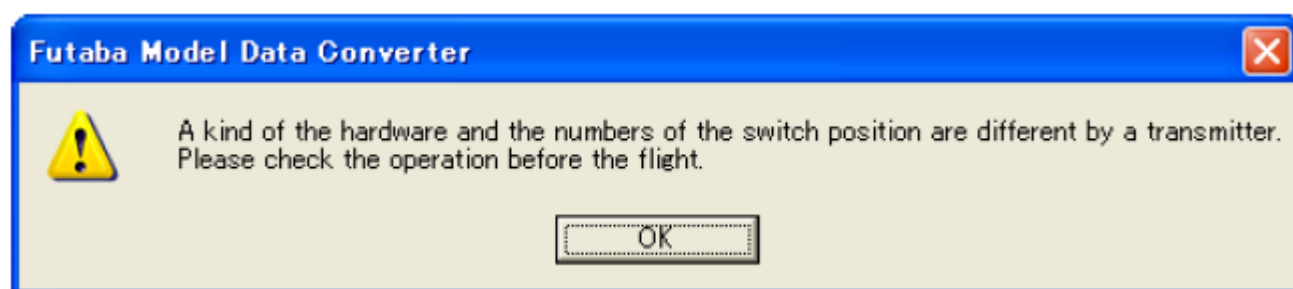 Futaba Model Data Converter
A kind of the hardware and the numbers of the switch position are different by a transmitter.
Please check the operation before the flight.
OK